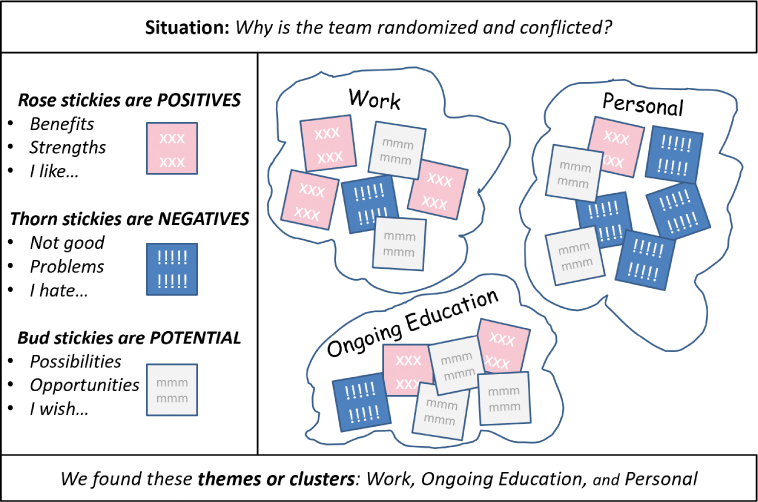 Situation: Why is the team randomized and conflicted?
Rose stickies are POSITIVES
• Benefits
• Strengths
• I like…
XXX
XXX
Thorn stickies are NEGATIVES
• Not good
• Problems
• I hate…
!!!!!
!!!!!
Bud stickies are POTENTIAL
• Possibilities
• Opportunities
• I wish…
mmm
mmm
Work
XXX
XXX
mmm
mmm
XXX
XXX
XXX
XXX
!!!!!
!!!!!
mmm
mmm
Personal
XXX
XXX
!!!!!
!!!!!
mmm
mmm
!!!!!
!!!!!
!!!!!
!!!!!
mmm
mmm
!!!!!
!!!!!
Ongoing Education
!!!!!
!!!!!
XXX
XXX
mmm
mmm
XXX
XXX
mmm
mmm
mmm
mmm
We found these themes or clusters: Work, Ongoing Education, and Personal